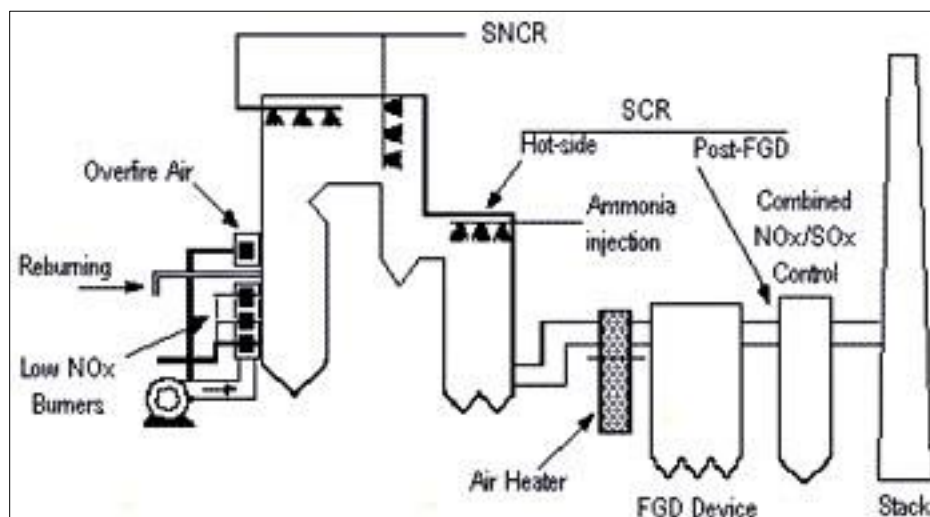 SNCR
SCR
Hot-side
Post-FGD
Overfire Air
Ammonia
injection
Combined
NOx/SOx
Control
Reburning
Low NOx
Burners
Air Heater
FGD Device
Stack